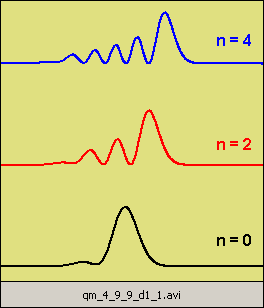 n = 4
n = 2
n = 0
qm_4_9_9_d1_1.avi